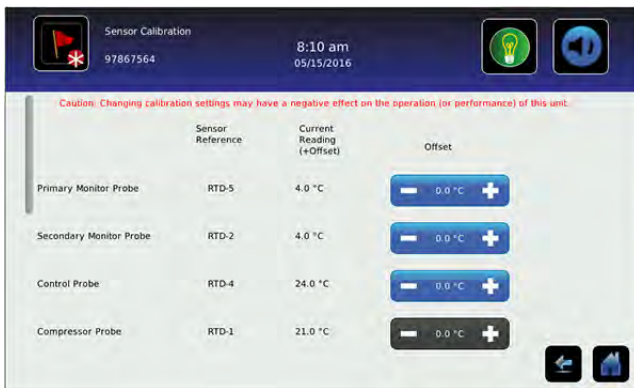 Sensor Calibration
97867564
8:10 am
05/15/2016
Caution: Changing calibration settings may have a negative effect on the operation (or performance) of this unit.
Sensor Reference
Current Reading (+Offset)
Offset
Primary Monitor Probe RTD-5 4.0 °C 0.0 °C
Secondary Monitor Probe RTD-2 4.0 °C 0.0 °C
Control Probe RTD-4 24.0 °C 0.0 °C
Compressor Probe RTD-1 21.0 °C 0.0 °C